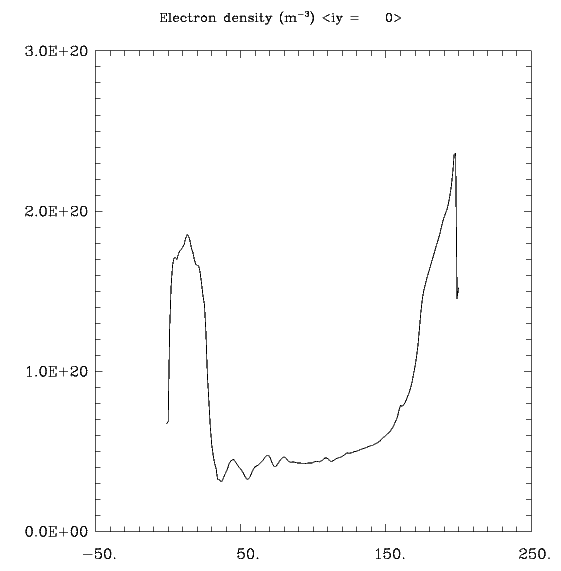 Electron density (m⁻³) <iy = 0>
3.0E+20
2.0E+20
1.0E+20
0.0E+00
−50. 50. 150. 250.